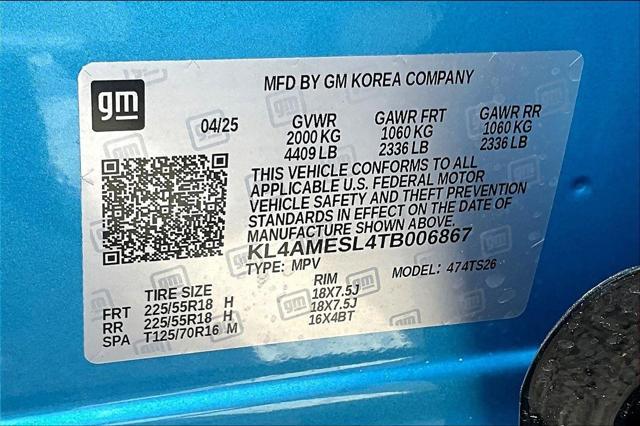 MFD BY GM KOREA COMPANY
gm
04/25 GVWR GAWR FRT GAWR RR
2000 KG 1060 KG 1060 KG
4409 LB 2336 LB 2336 LB
THIS VEHICLE CONFORMS TO ALL
APPLICABLE U.S. FEDERAL MOTOR
VEHICLE SAFETY AND THEFT PREVENTION
STANDARDS IN EFFECT ON THE DATE OF
MANUFACTURE SHOWN ABOVE.
KL4AMESL4TB006867
TYPE: MPV MODEL: 474TS26
TIRE SIZE RIM
FRT 225/55R18 H 18X7.5J
RR 225/55R18 H 18X7.5J
SPA T125/70R16 M 16X4BT